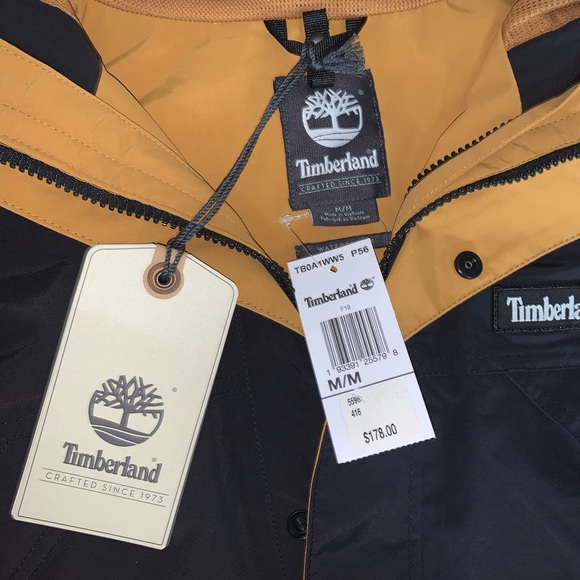 Timberland
®
CRAFTED SINCE 1973
M/M
Made in Vietnam
Fabriqué au Vietnam
TB0A1WW5 P56
Timberland
F19
1 93391 25579 8
M/M
416
$178.00
Timberland
®
CRAFTED SINCE 1973